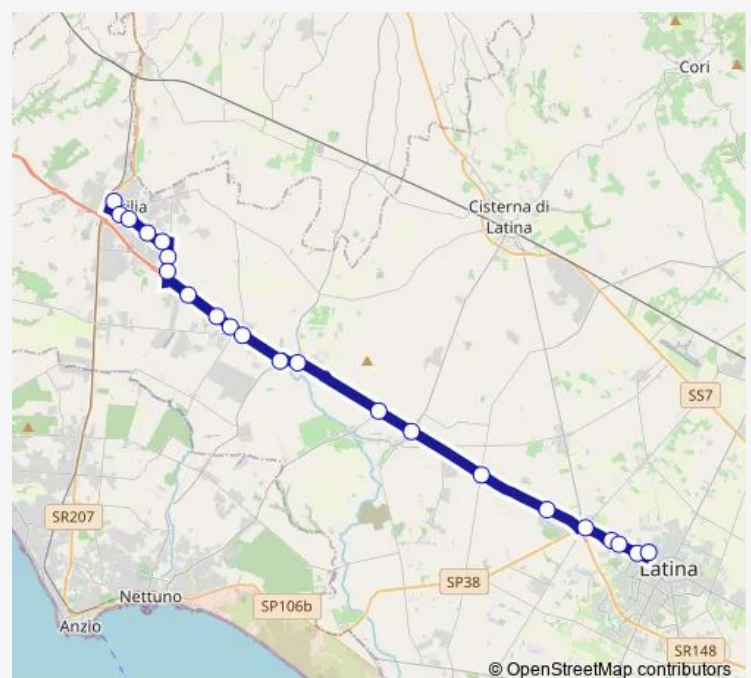 Cori
ilia
Cisterna di
Latina
SS7
SR207
Nettuno
SP38
Latina
SP106b
Anzio
SR148
© OpenStreetMap contributors